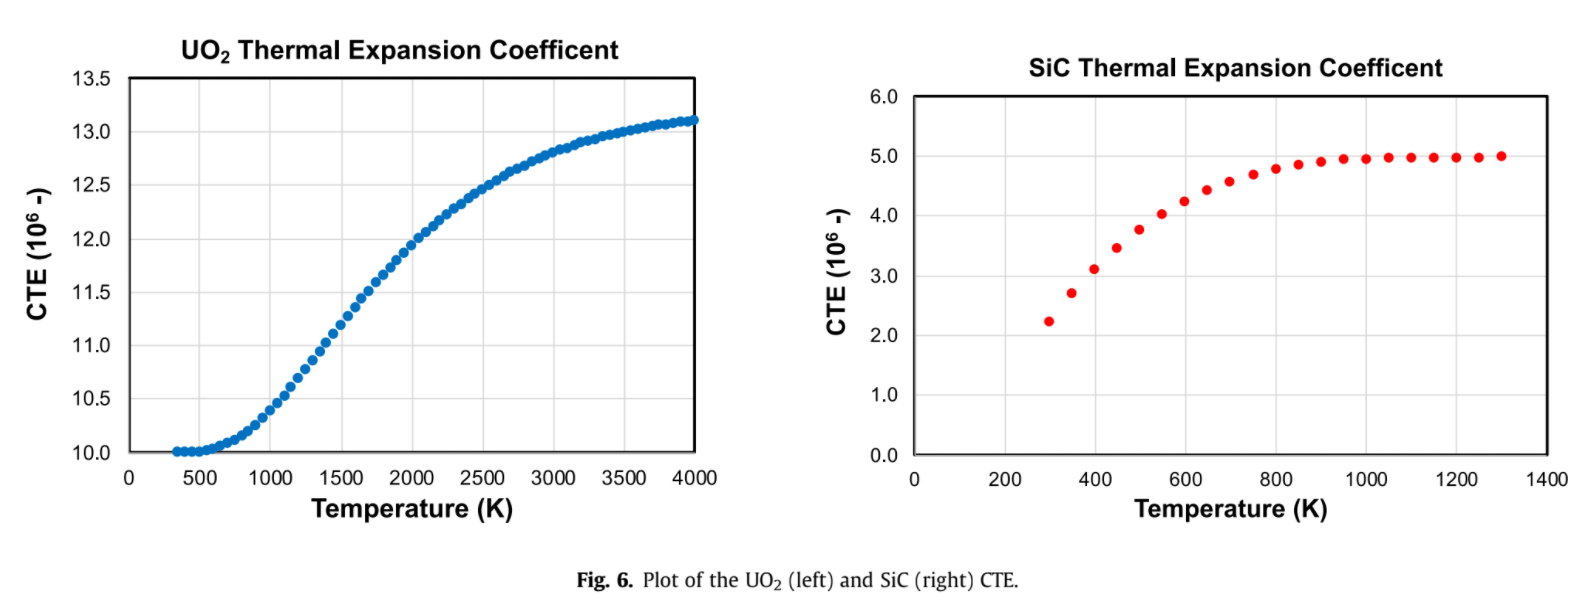 UO₂ Thermal Expansion Coefficent
13.5
13.0
12.5
12.0
11.5
11.0
10.5
10.0
CTE (10⁶ -)
0 500 1000 1500 2000 2500 3000 3500 4000
Temperature (K)
SiC Thermal Expansion Coefficent
6.0
5.0
4.0
3.0
2.0
1.0
0.0
CTE (10⁶ -)
0 200 400 600 800 1000 1200 1400
Temperature (K)
Fig. 6. Plot of the UO₂ (left) and SiC (right) CTE.